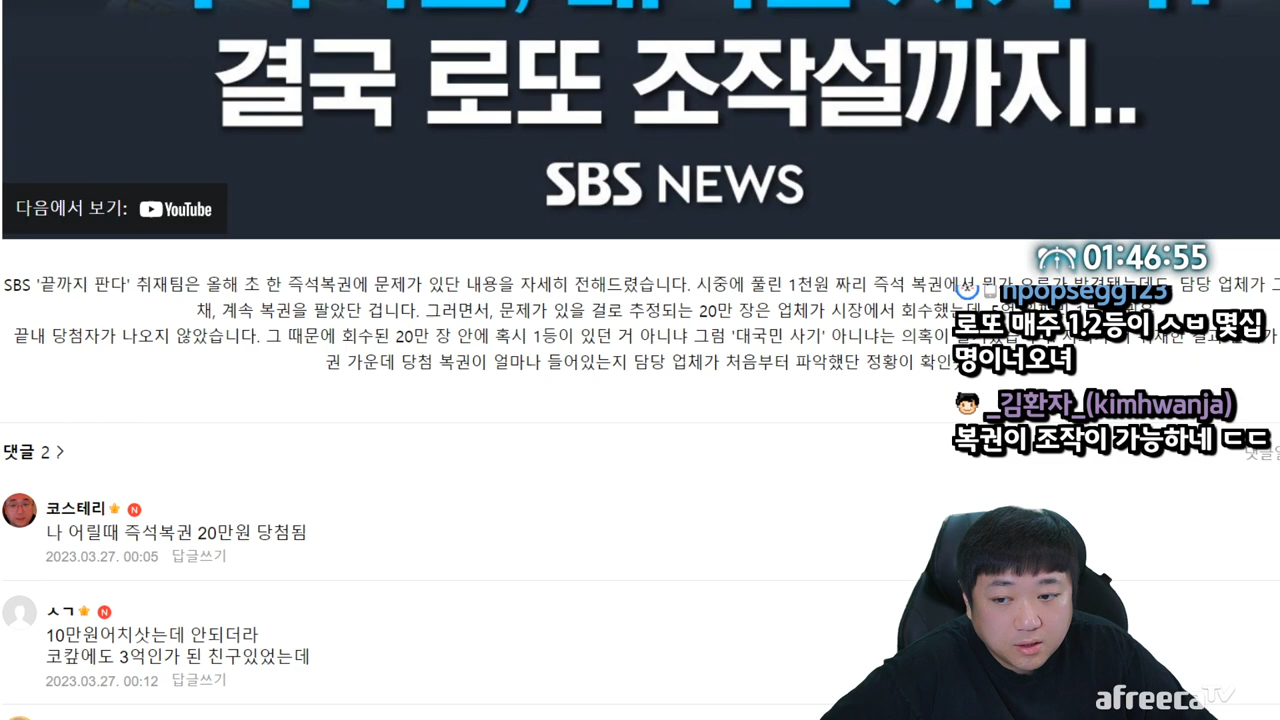 결국 로또 조작설까지..
SBS NEWS
다음에서 보기: YouTube
01:46:55
SBS '끝까지 판다' 취재팀은 올해 초 한 즉석복권에 문제가 있단 내용을 자세히 전해드렸습니다. 시중에 풀린 1천원 짜리 즉석 복권에서 담당 업체가
채, 계속 복권을 팔았단 겁니다. 그러면서, 문제가 있을 걸로 추정되는 20만 장은 업체가 시장에서 회수했는데
끝내 당첨자가 나오지 않았습니다. 그 때문에 회수된 20만 장 안에 혹시 1등이 있던 거 아니냐 그럼 '대국민 사기' 아니냐는 의혹이
권 가운데 당첨 복권이 얼마나 들어있는지 담당 업체가 처음부터 파악했단 정황이 확인
npopsegg123
로또 매주 1,2등이 ㅅㅂ 몇십
명이너오녀
_김환자_(kimhwanja)
복권이 조작이 가능하네 ㄷㄷ
댓글 2 >
코스테리 N
나 어릴때 즉석복권 20만원 당첨됨
2023.03.27. 00:05 답글쓰기
ㅅㄱ N
10만원어치삿는데 안되더라
코캎에도 3억인가 된 친구있었는데
2023.03.27. 00:12 답글쓰기
afreecaTV